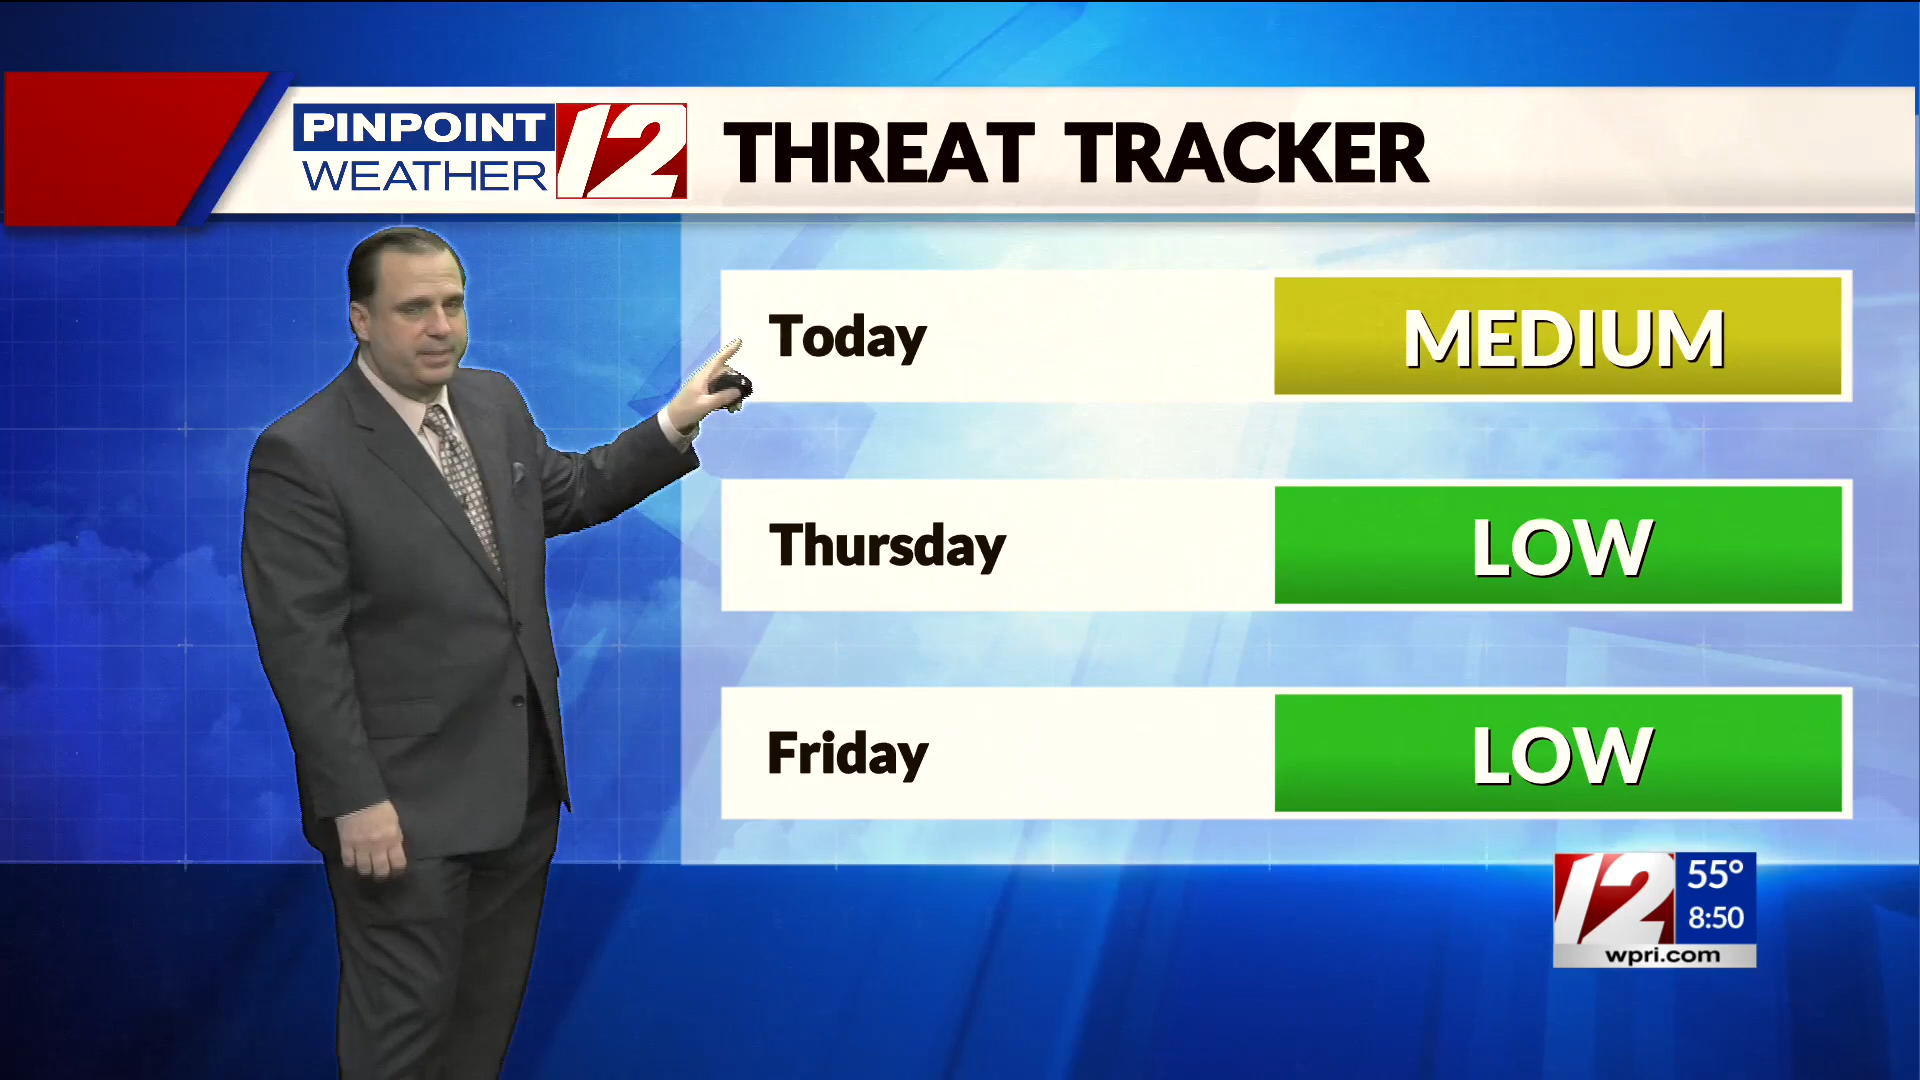 PINPOINT
WEATHER
12
THREAT TRACKER
Today
MEDIUM
Thursday
LOW
Friday
LOW
12
55°
8:50
wpri.com